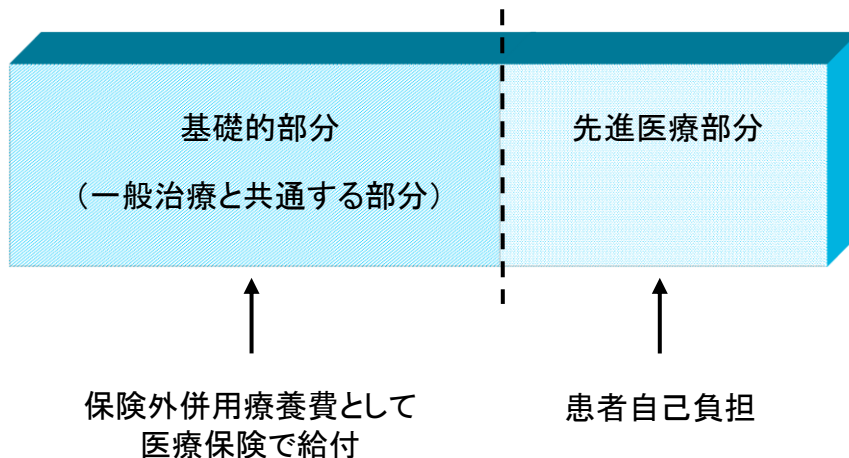 基礎的部分
（一般治療と共通する部分）
先進医療部分
保険外併用療養費として
医療保険で給付
患者自己負担